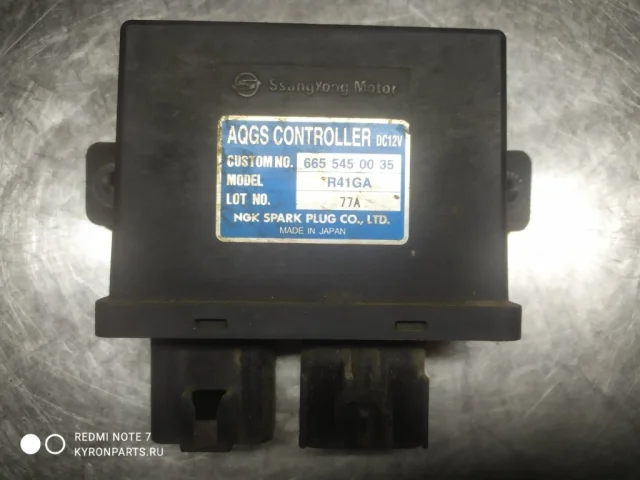 SsangYong Motor
AQGS CONTROLLER DC12V
CUSTOM NO. 665 545 00 35
MODEL R41GA
LOT NO. 77A
NGK SPARK PLUG CO., LTD.
MADE IN JAPAN
REDMI NOTE 7
KYRONPARTS.RU